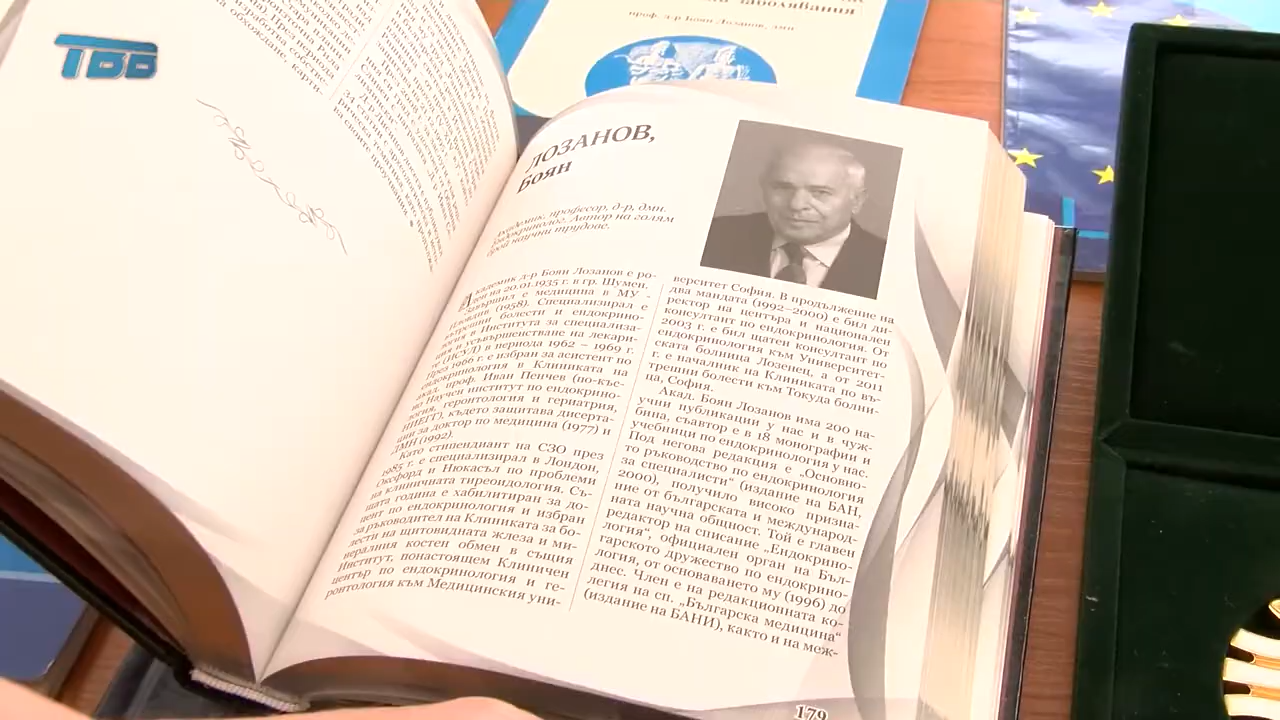 ТВБ
заболявания
проф. д-р Боян Лозанов, дмн
ЛОЗАНОВ,
Боян
Академик, професор, д-р, дмн.
Ендокринолог. Автор на голям
брой научни трудове.
Академик д-р Боян Лозанов е ро-
ден на 20.01.1935 г. в гр. Шумен.
Завършил е медицина в МУ -
Пловдив (1958). Специализирал е
вътрешни болести и ендокрино-
логия в Института за специализа-
ция и усъвършенстване на лекари-
те (ИСУЛ) в периода 1962 – 1969 г.
През 1966 г. е избран за асистент по
ендокринология в Клиниката на
акад. проф. Иван Пенчев (по-къс-
но Научен институт по ендокрино-
логия, геронтология и гериатрия,
НИЕГГ), където защитава дисерта-
ции за доктор по медицина (1977) и
ДМН (1992).
Като стипендиант на СЗО през
1985 г. е специализирал в Лондон,
Оксфорд и Нюкасъл по проблеми
на клиничната тиреоидология. Съ-
щата година е хабилитиран за до-
цент по ендокринология и избран
за ръководител на Клиниката за бо-
лести на щитовидната жлеза и ми-
нералния костен обмен в същия
Институт, понастоящем Клиничен
център по ендокринология и ге-
ронтология към Медицинския уни-
верситет София. В продължение на
два мандата (1992–2000) е бил ди-
ректор на центъра и национален
консултант по ендокринология. От
2003 г. е бил щатен консултант по
ендокринология към Университет-
ската болница Лозенец, а от 2011
г. е началник на Клиниката по въ-
трешни болести към Токуда болни-
ца, София.
Акад. Боян Лозанов има 200 на-
учни публикации у нас и в чуж-
бина, съавтор е в 18 монографии и
учебници по ендокринология у нас.
Под негова редакция е „Основно-
то ръководство по ендокринология
за специалисти“ (издание на БАН,
2000), получило високо призна-
ние от българската и международ-
ната научна общност. Той е главен
редактор на списание „Ендокрино-
логия“, официален орган на Бъл-
гарското дружество по ендокрино-
логия, от основаването му (1996) до
днес. Член е на редакционната ко-
легия на сп. „Българска медицина“
(издание на БАНИ), както и на меж-
179